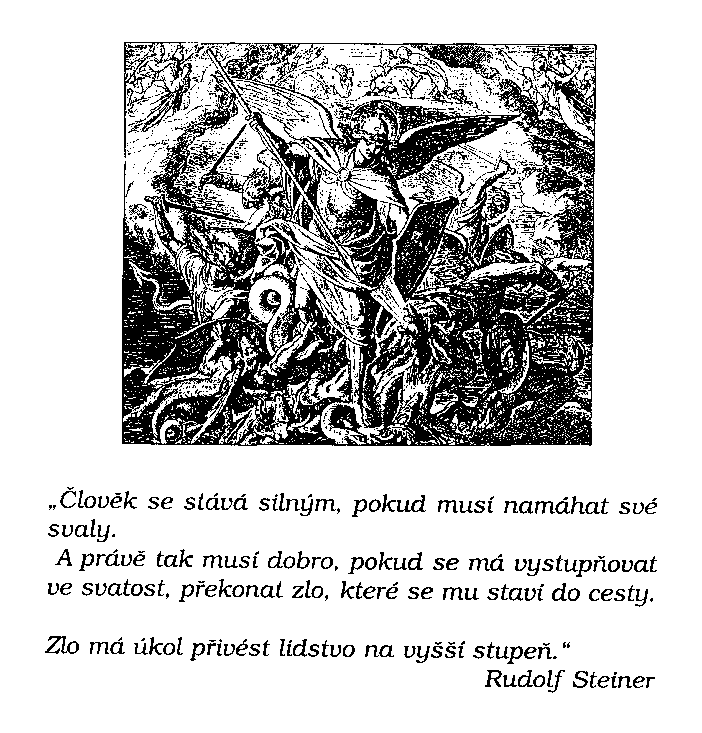 „Člověk se stává silným, pokud musí namáhat své
svaly.
A právě tak musí dobro, pokud se má vystupňovat
ve svatost, překonat zlo, které se mu staví do cesty.
Zlo má úkol přivést lidstvo na vyšší stupeň.“
Rudolf Steiner